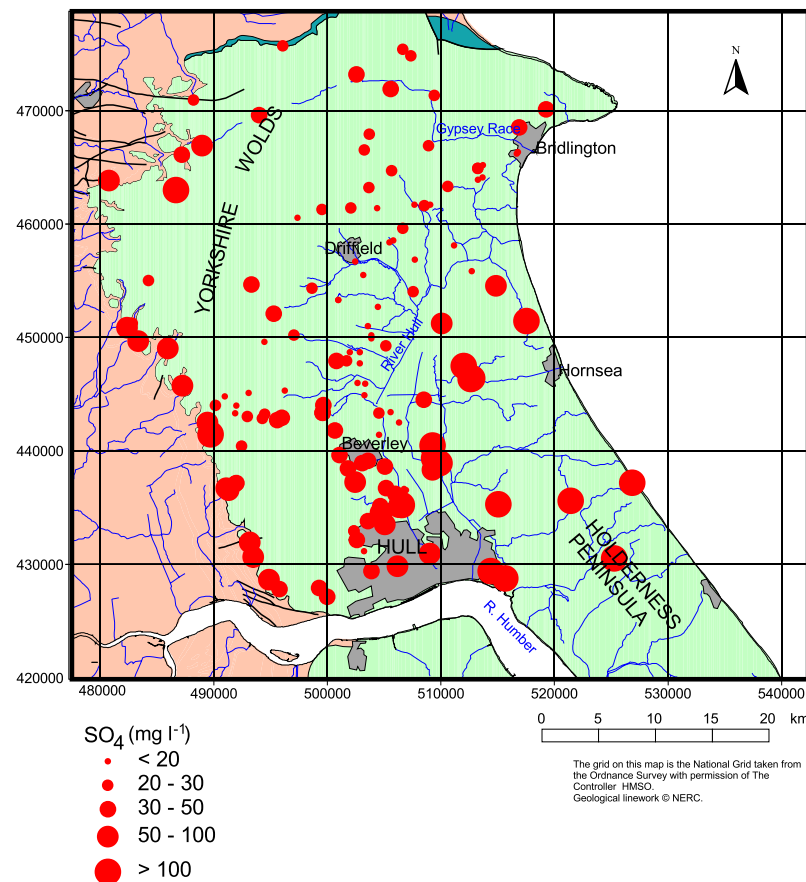 N
470000
460000
450000
440000
430000
420000
480000 490000 500000 510000 520000 530000 540000
Gypsey Race
Bridlington
YORKSHIRE WOLDS
Driffield
River Hull
Hornsea
Beverley
HULL
HOLDERNESS
PENINSULA
R. Humber
0 5 10 15 20 km
SO4 (mg l-1)
< 20
20 - 30
30 - 50
50 - 100
> 100
The grid on this map is the National Grid taken from
the Ordnance Survey with permission of The
Controller HMSO.
Geological linework © NERC.